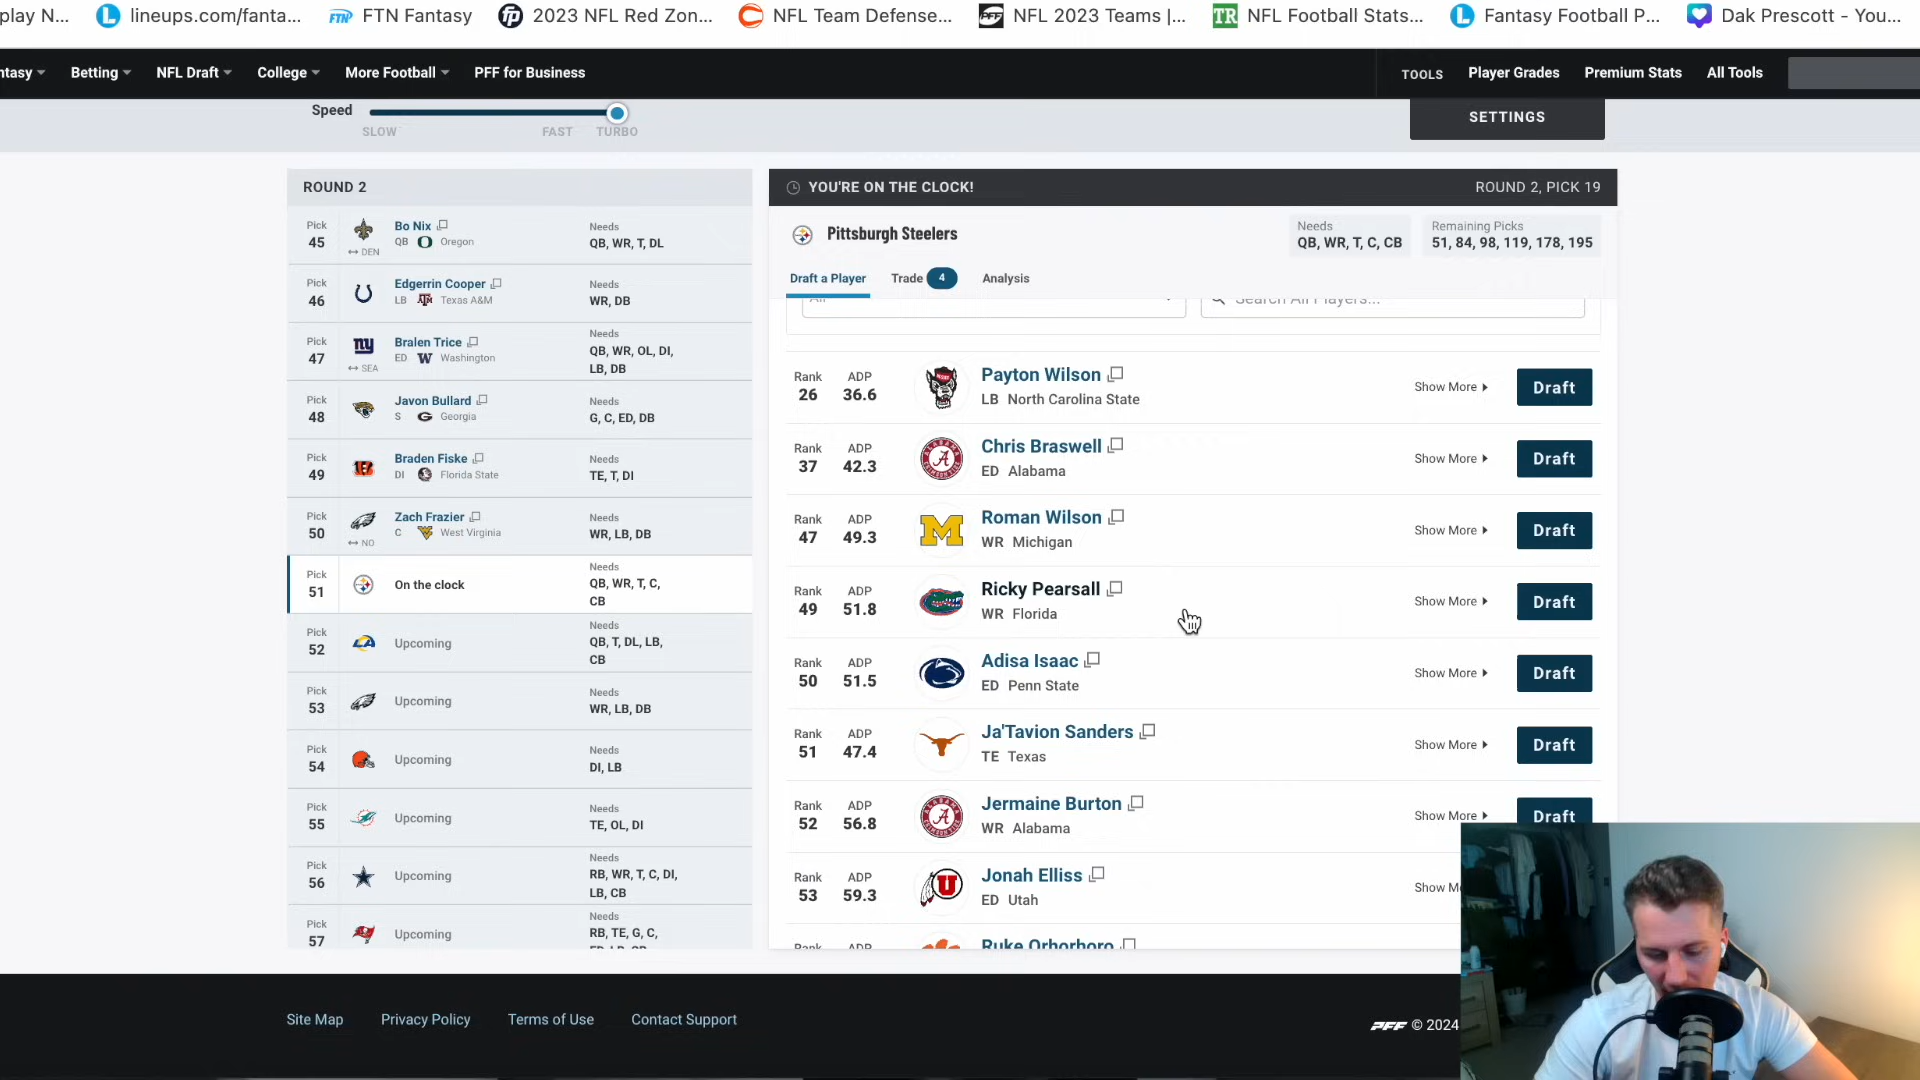 play N...
lineups.com/fanta...
FTN Fantasy
2023 NFL Red Zon...
NFL Team Defense...
NFL 2023 Teams |...
NFL Football Stats...
Fantasy Football P...
Dak Prescott - You...
ntasy
Betting
NFL Draft
College
More Football
PFF for Business
TOOLS
Player Grades
Premium Stats
All Tools
Speed
SLOW
FAST
TURBO
SETTINGS
ROUND 2
Pick
45
DEN
Bo Nix
QB Oregon
Needs
QB, WR, T, DL
Pick
46
Edgerrin Cooper
LB Texas A&M
Needs
WR, DB
Pick
47
SEA
Bralen Trice
ED Washington
Needs
QB, WR, OL, DI,
LB, DB
Pick
48
Javon Bullard
S Georgia
Needs
G, C, ED, DB
Pick
49
Braden Fiske
DI Florida State
Needs
TE, T, DI
Pick
50
NO
Zach Frazier
C West Virginia
Needs
WR, LB, DB
Pick
51
On the clock
Needs
QB, WR, T, C,
CB
Pick
52
Upcoming
Needs
QB, T, DL, LB,
CB
Pick
53
Upcoming
Needs
WR, LB, DB
Pick
54
Upcoming
Needs
DI, LB
Pick
55
Upcoming
Needs
TE, OL, DI
Pick
56
Upcoming
Needs
RB, WR, T, C, DI,
LB, CB
Pick
57
Upcoming
Needs
RB, TE, G, C,
YOU'RE ON THE CLOCK!
ROUND 2, PICK 19
Pittsburgh Steelers
Needs
QB, WR, T, C, CB
Remaining Picks
51, 84, 98, 119, 178, 195
Draft a Player
Trade 4
Analysis
All
Search All Players...
Rank
26
ADP
36.6
Payton Wilson
LB North Carolina State
Show More
Draft
Rank
37
ADP
42.3
Chris Braswell
ED Alabama
Show More
Draft
Rank
47
ADP
49.3
Roman Wilson
WR Michigan
Show More
Draft
Rank
49
ADP
51.8
Ricky Pearsall
WR Florida
Show More
Draft
Rank
50
ADP
51.5
Adisa Isaac
ED Penn State
Show More
Draft
Rank
51
ADP
47.4
Ja'Tavion Sanders
TE Texas
Show More
Draft
Rank
52
ADP
56.8
Jermaine Burton
WR Alabama
Show More
Draft
Rank
53
ADP
59.3
Jonah Elliss
ED Utah
Show M
Rank
ADP
Ruke Orhorhoro
Site Map
Privacy Policy
Terms of Use
Contact Support
PFF © 2024